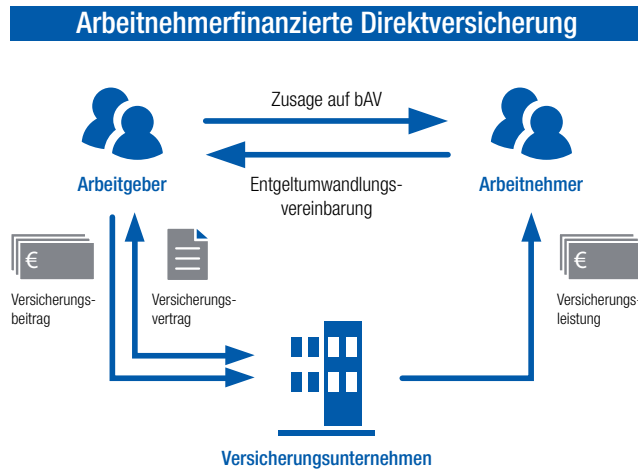 Arbeitnehmerfinanzierte Direktversicherung
Zusage auf bAV
Arbeitgeber
Entgeltumwandlungs-
vereinbarung
Arbeitnehmer
€
Versicherungs-
beitrag
Versicherungs-
vertrag
€
Versicherungs-
leistung
Versicherungsunternehmen